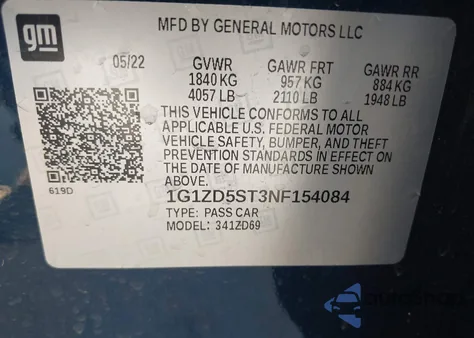 gm
MFD BY GENERAL MOTORS LLC
05/22 GVWR GAWR FRT GAWR RR
1840 KG 957 KG 884 KG
4057 LB 2110 LB 1948 LB
THIS VEHICLE CONFORMS TO ALL
APPLICABLE U.S. FEDERAL MOTOR
VEHICLE SAFETY, BUMPER, AND THEFT
PREVENTION STANDARDS IN EFFECT ON
THE DATE OF MANUFACTURE SHOWN
ABOVE.
619D
1G1ZD5ST3NF154084
TYPE: PASS CAR
MODEL: 341ZD69